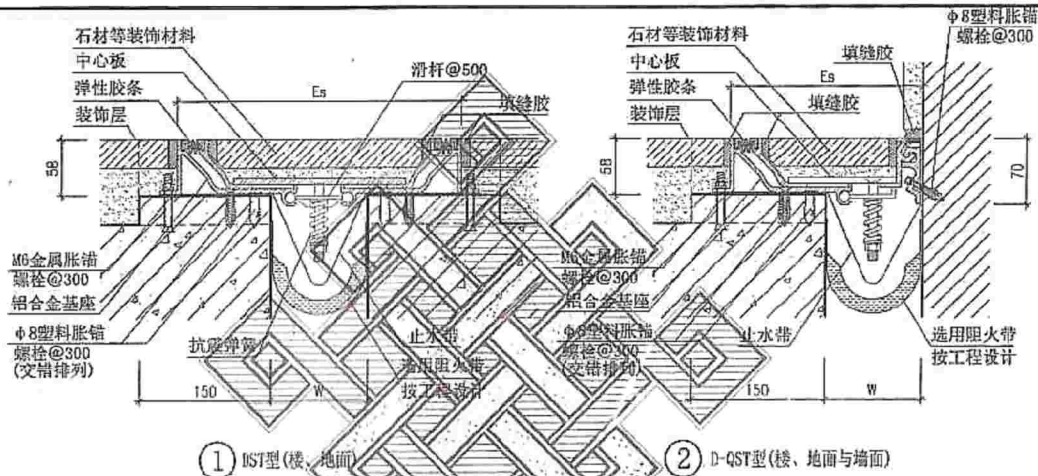 石材等装饰材料
中心板
弹性胶条
装饰层
滑杆@500
填缝胶
Es
58
M6金属胀锚
螺栓@300
铝合金基座
φ8塑料胀锚
螺栓@300
(交错排列)
抗震弹簧
止水带
选用阻火带
按工程设计
150
W
① DST型(楼、地面)
φ8塑料胀锚
螺栓@300
石材等装饰材料
填缝胶
中心板
Es
弹性胶条
填缝胶
装饰层
58
70
M6金属胀锚
螺栓@300
铝合金基座
φ8塑料胀锚
螺栓@300
(交错排列)
止水带
选用阻火带
按工程设计
150
W
② D-QST型(楼、地面与墙面)